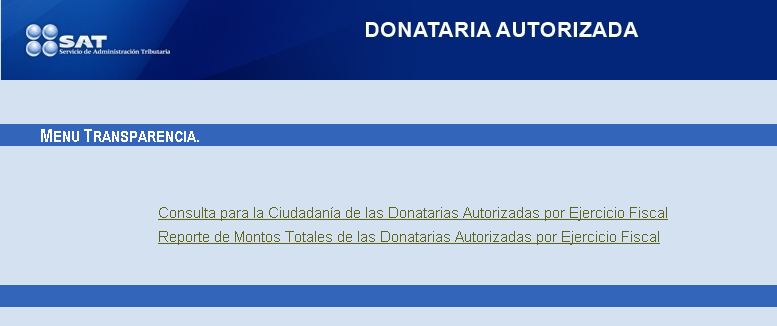 SAT
Servicio de Administración Tributaria
DONATARIA AUTORIZADA
MENU TRANSPARENCIA.
Consulta para la Ciudadanía de las Donatarias Autorizadas por Ejercicio Fiscal
Reporte de Montos Totales de las Donatarias Autorizadas por Ejercicio Fiscal